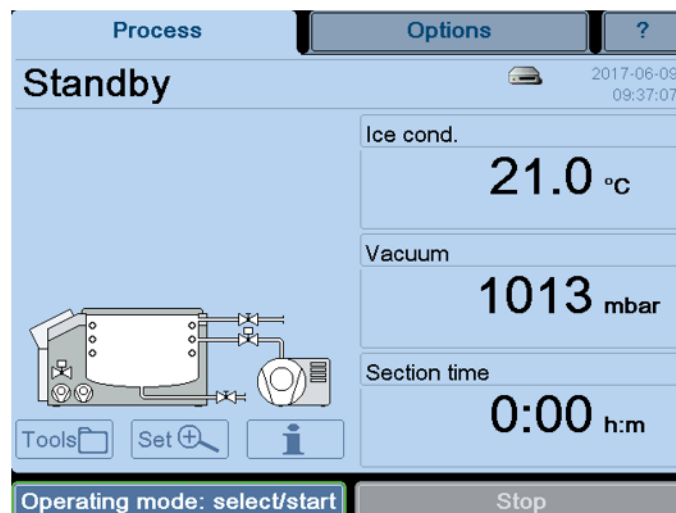 Process
Options
?
Standby
2017-06-09
09:37:07
Ice cond.
21.0 °C
Vacuum
1013 mbar
Section time
0:00 h:m
Tools
Set
i
Operating mode: select/start
Stop